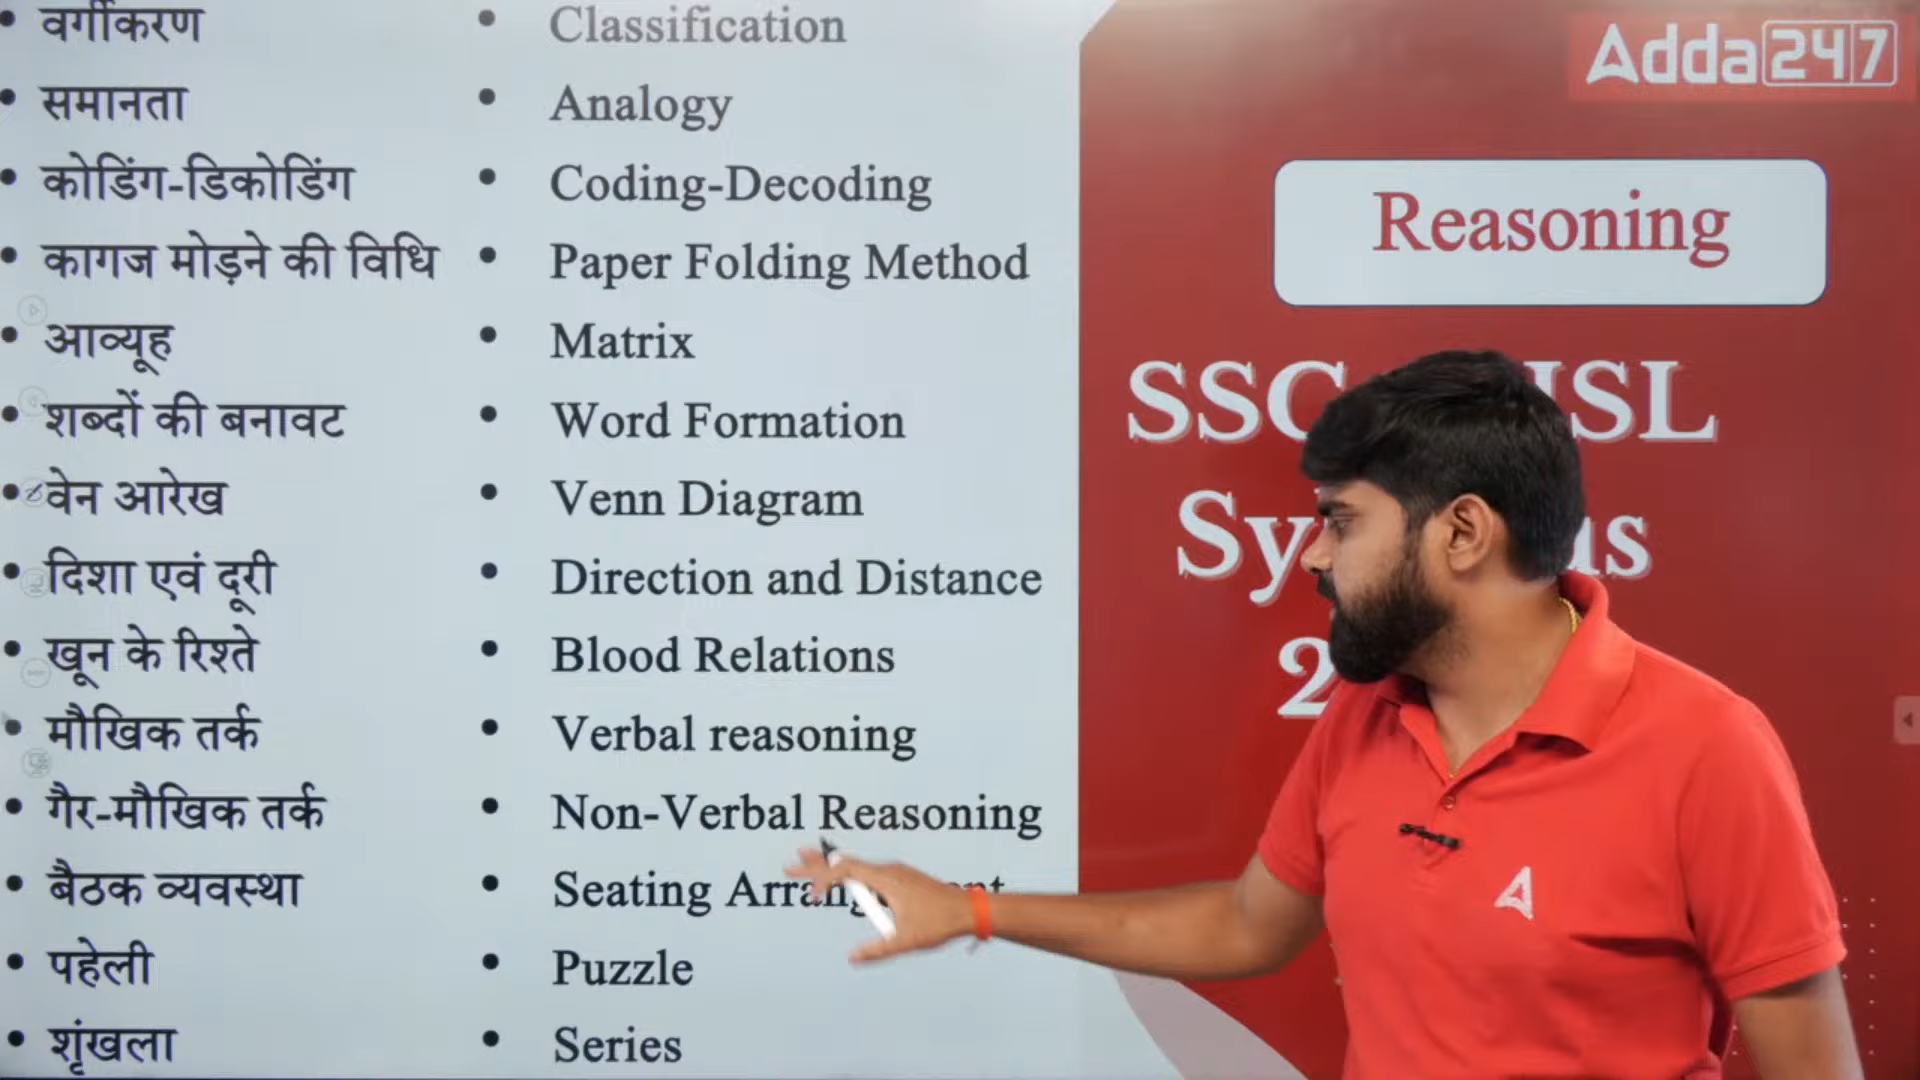 • वर्गीकरण
• समानता
• कोडिंग-डिकोडिंग
• कागज मोड़ने की विधि
• आव्यूह
• शब्दों की बनावट
• वेन आरेख
• दिशा एवं दूरी
• खून के रिश्ते
• मौखिक तर्क
• गैर-मौखिक तर्क
• बैठक व्यवस्था
• पहेली
• शृंखला
• Classification
• Analogy
• Coding-Decoding
• Paper Folding Method
• Matrix
• Word Formation
• Venn Diagram
• Direction and Distance
• Blood Relations
• Verbal reasoning
• Non-Verbal Reasoning
• Seating
• Puzzle
• Series
Adda247
Reasoning
SSC